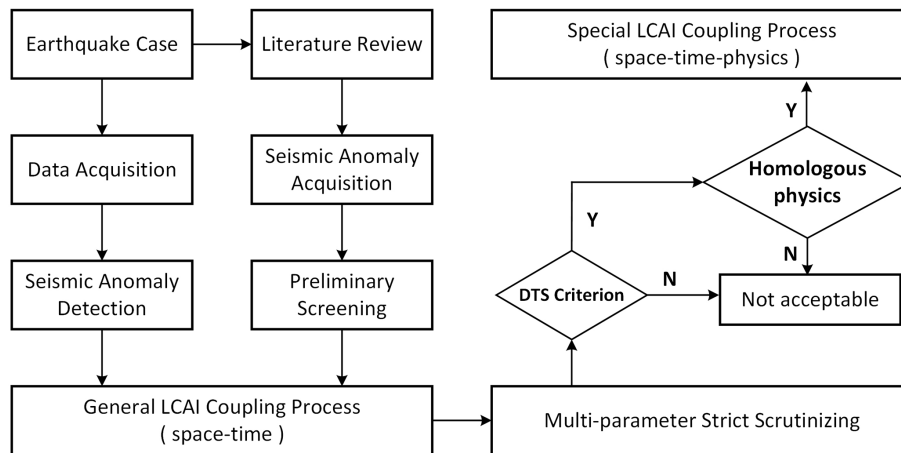 Earthquake Case
Literature Review
Special LCAI Coupling Process
( space-time-physics )
Y
Data Acquisition
Seismic Anomaly
Acquisition
Homologous
physics
Y
N
Seismic Anomaly
Detection
Preliminary
Screening
DTS Criterion
N
Not acceptable
General LCAI Coupling Process
( space-time )
Multi-parameter Strict Scrutinizing